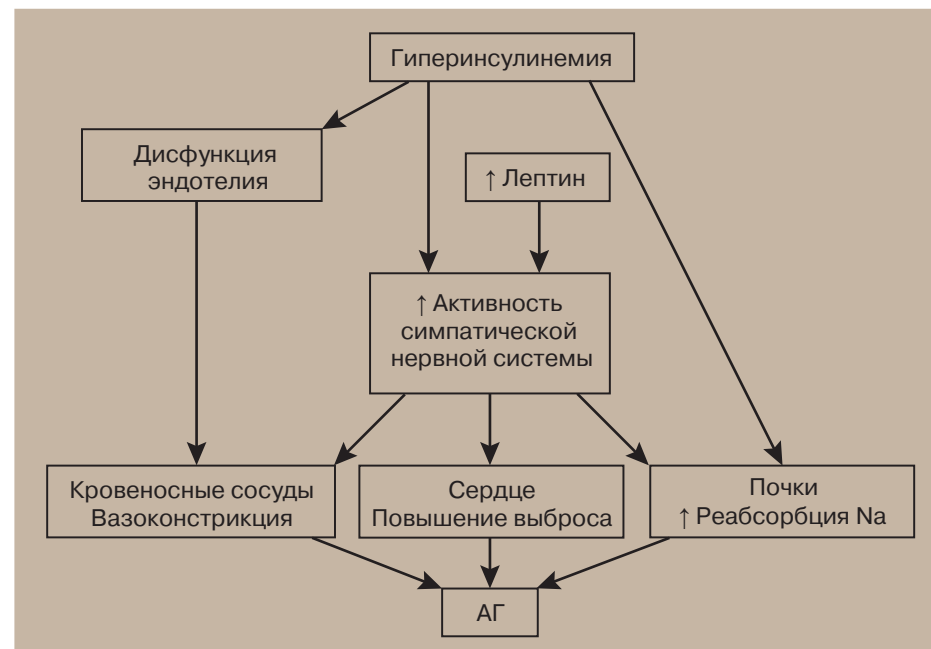 Гиперинсулинемия
Дисфункция
эндотелия
↑ Лептин
↑ Активность
симпатической
нервной системы
Кровеносные сосуды
Вазоконстрикция
Сердце
Повышение выброса
Почки
↑ Реабсорбция Na
АГ